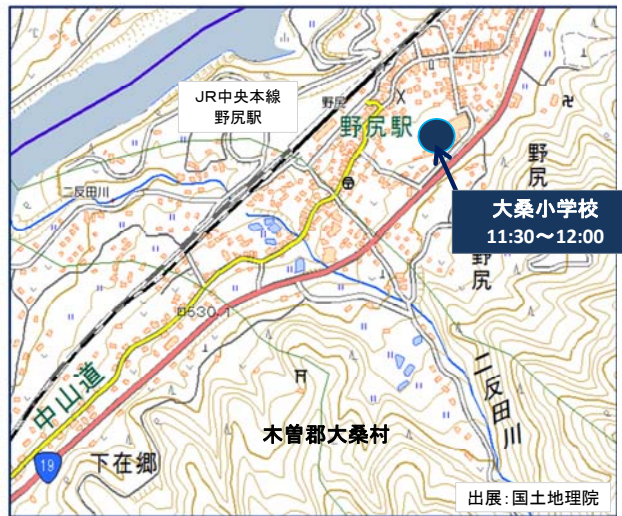 JR中央本線
野尻駅
野尻
野尻駅
大桑小学校
11:30～12:00
野尻
野尻
二反田川
530.1
中山道
二反田川
木曽郡大桑村
19
下在郷
出展:国土地理院